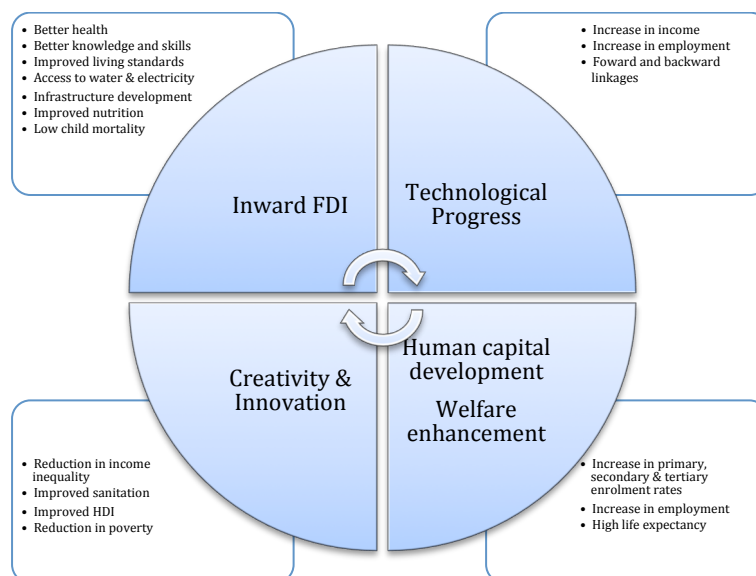 Better health
Better knowledge and skills
Improved living standards
Access to water & electricity
Infrastructure development
Improved nutrition
Low child mortality
Increase in income
Increase in employment
Foward and backward
linkages
Inward FDI
Technological
Progress
Creativity &
Innovation
Human capital
development
Welfare
enhancement
Reduction in income
inequality
Improved sanitation
Improved HDI
Reduction in poverty
Increase in primary,
secondary & tertiary
enrolment rates
Increase in employment
High life expectancy